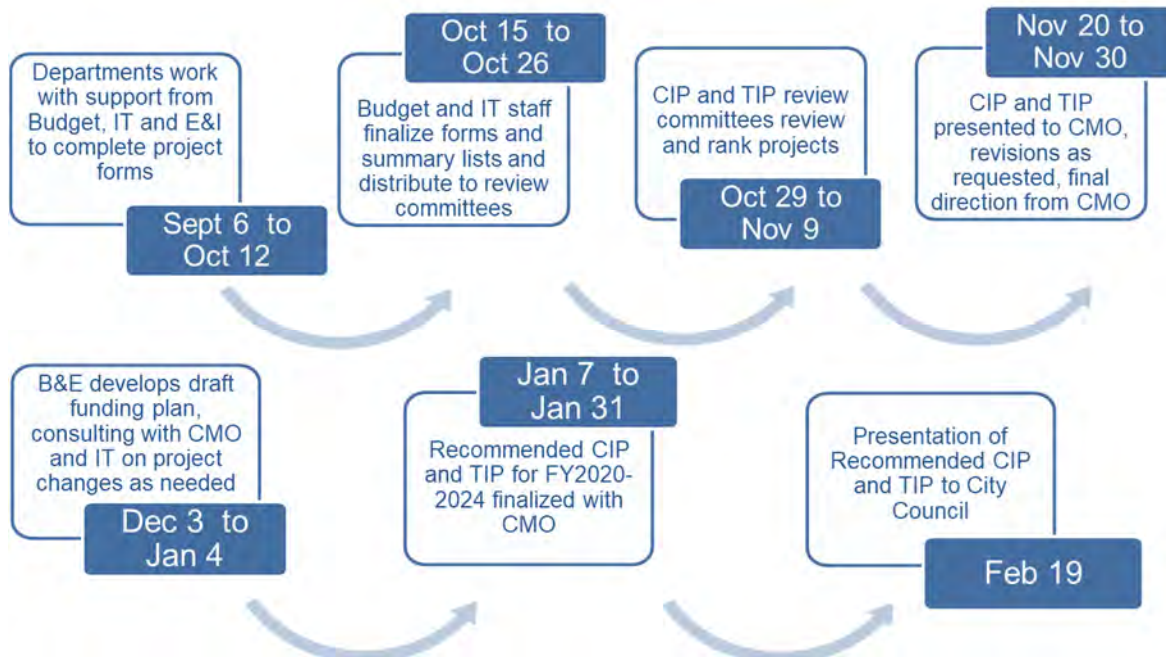 Departments work
with support from
Budget, IT and E&I
to complete project
forms
Sept 6 to
Oct 12
Oct 15 to
Oct 26
Budget and IT staff
finalize forms and
summary lists and
distribute to review
committees
CIP and TIP review
committees review
and rank projects
Oct 29 to
Nov 9
Nov 20 to
Nov 30
CIP and TIP
presented to CMO,
revisions as
requested, final
direction from CMO
B&E develops draft
funding plan,
consulting with CMO
and IT on project
changes as needed
Dec 3 to
Jan 4
Jan 7 to
Jan 31
Recommended CIP
and TIP for FY2020-
2024 finalized with
CMO
Presentation of
Recommended CIP
and TIP to City
Council
Feb 19